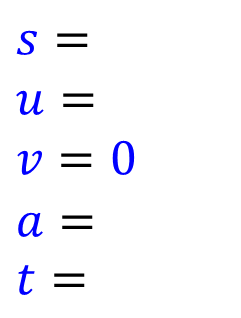 s =
u =
v = 0
a =
t =